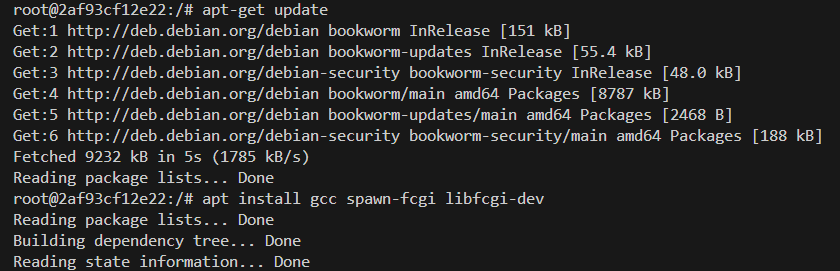 root@2af93cf12e22:/# apt-get update
Get:1 http://deb.debian.org/debian bookworm InRelease [151 kB]
Get:2 http://deb.debian.org/debian bookworm-updates InRelease [55.4 kB]
Get:3 http://deb.debian.org/debian-security bookworm-security InRelease [48.0 kB]
Get:4 http://deb.debian.org/debian bookworm/main amd64 Packages [8787 kB]
Get:5 http://deb.debian.org/debian bookworm-updates/main amd64 Packages [2468 B]
Get:6 http://deb.debian.org/debian-security bookworm-security/main amd64 Packages [188 kB]
Fetched 9232 kB in 5s (1785 kB/s)
Reading package lists... Done
root@2af93cf12e22:/# apt install gcc spawn-fcgi libfcgi-dev
Reading package lists... Done
Building dependency tree... Done
Reading state information... Done